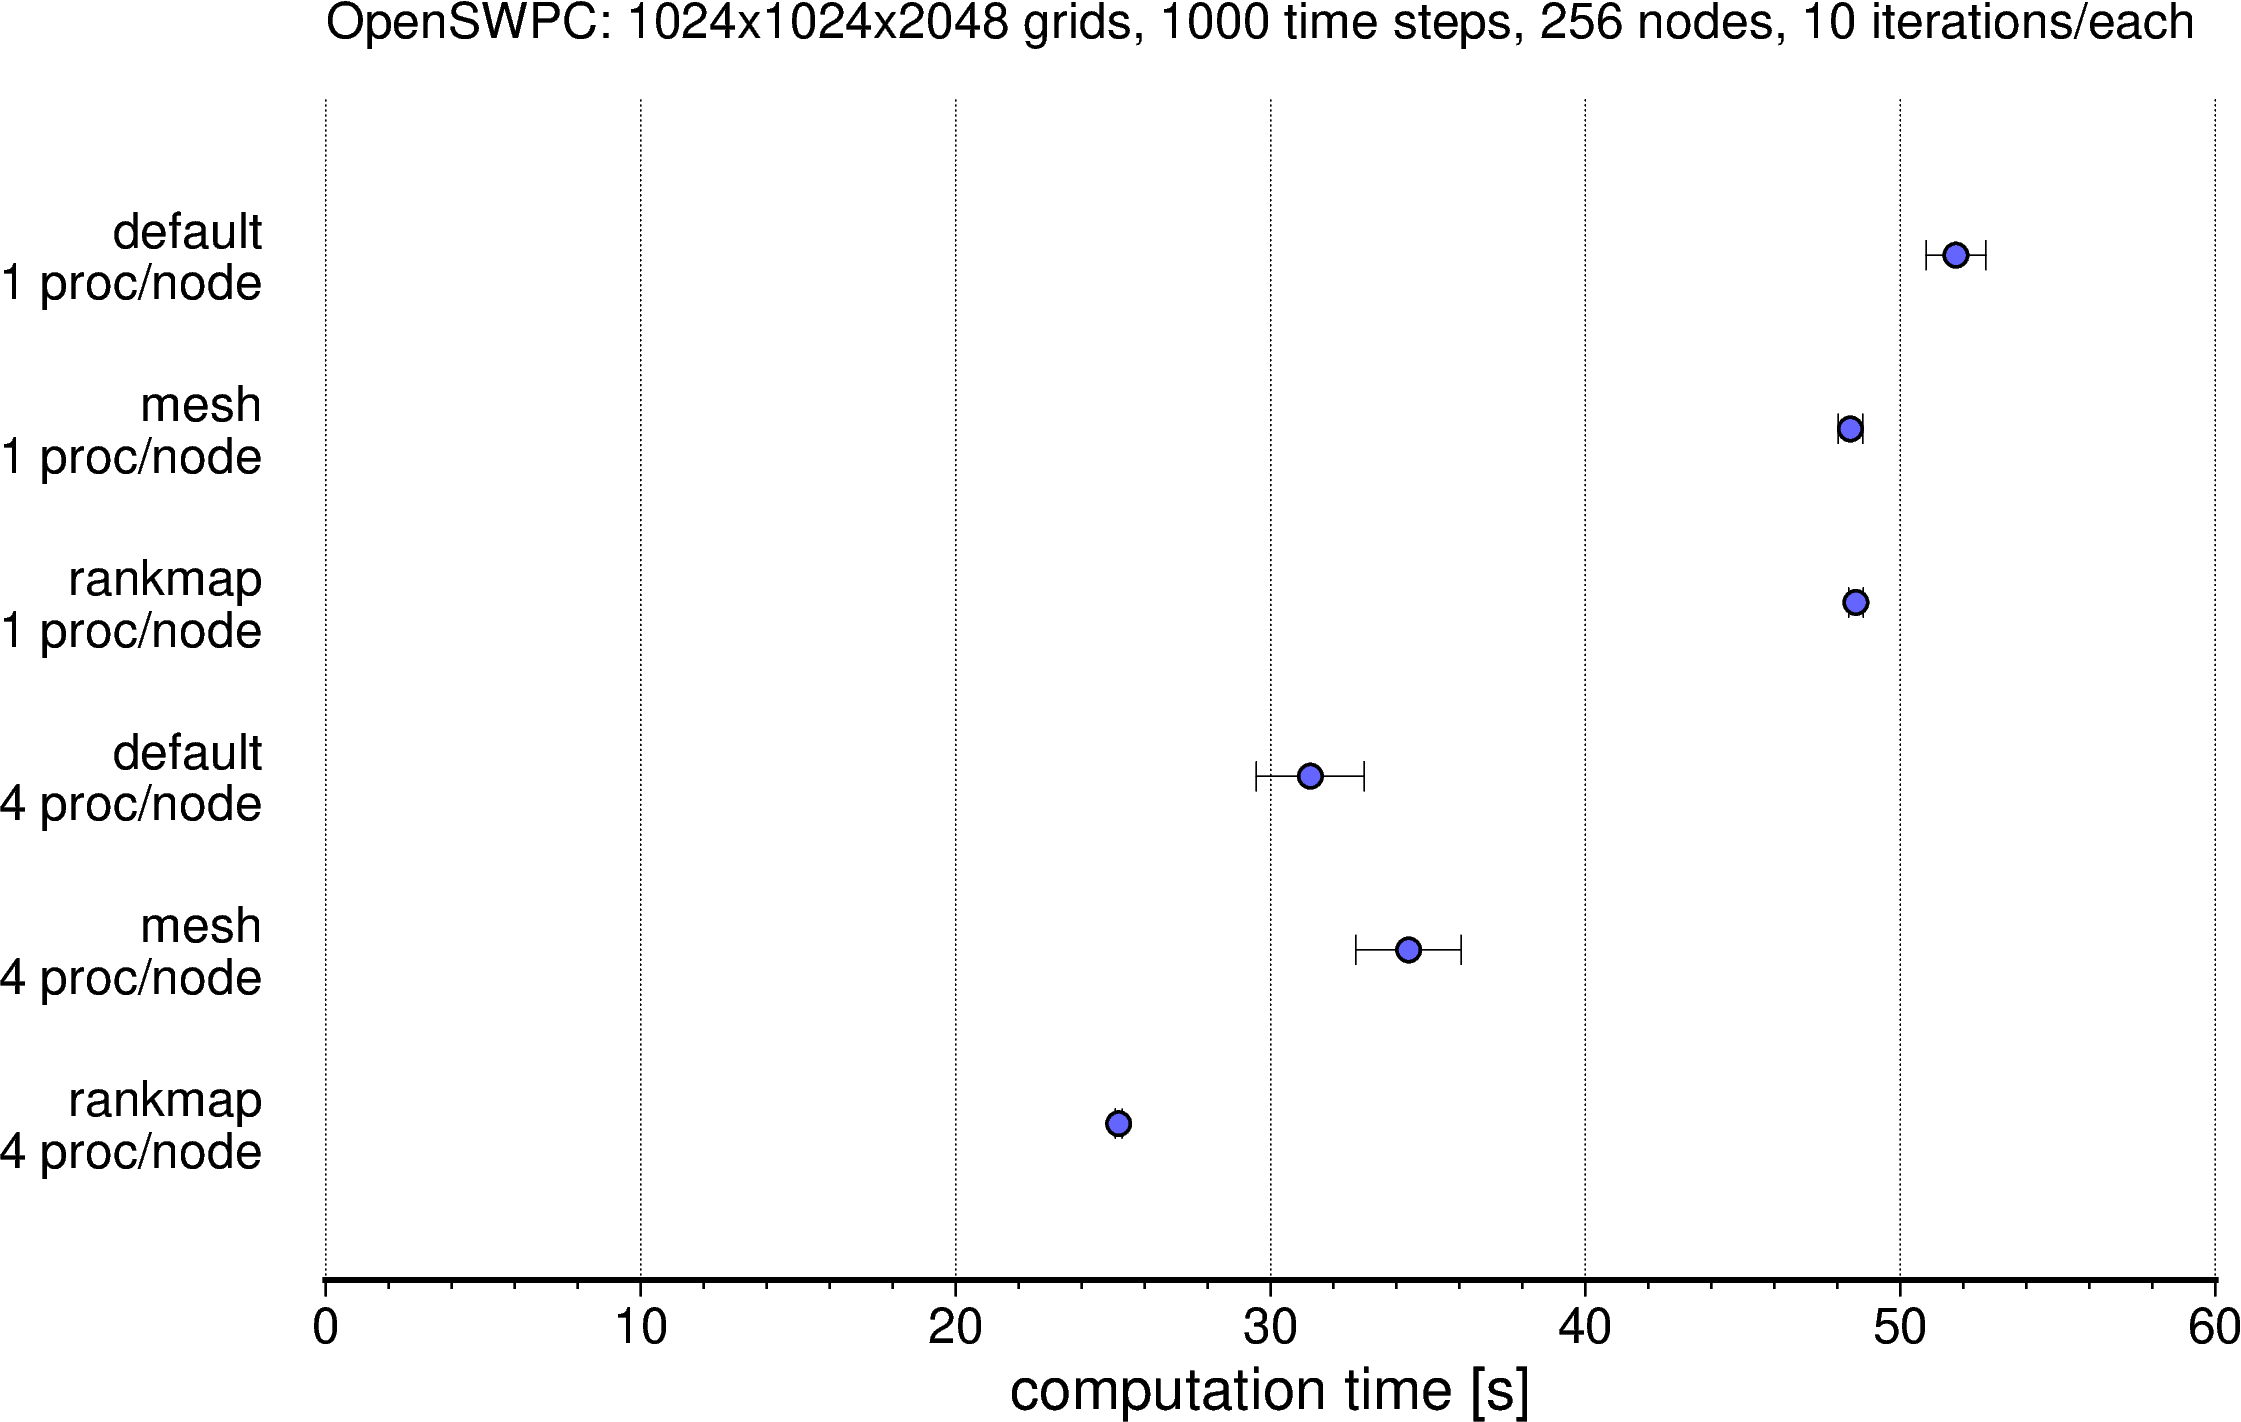 OpenSWPC: 1024x1024x2048 grids, 1000 time steps, 256 nodes, 10 iterations/each
default
1 proc/node
mesh
1 proc/node
rankmap
1 proc/node
default
4 proc/node
mesh
4 proc/node
rankmap
4 proc/node
0 10 20 30 40 50 60
computation time [s]